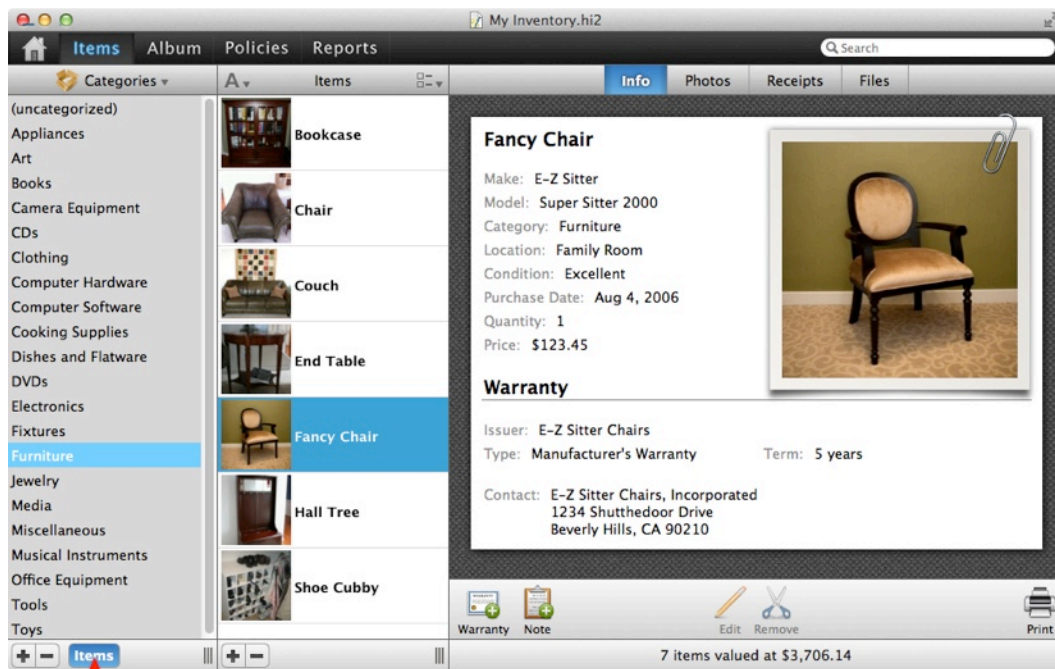 My Inventory.hi2
Items Album Policies Reports
Search
Categories
A Items
Info Photos Receipts Files
(uncategorized)
Appliances
Art
Books
Camera Equipment
CDs
Clothing
Computer Hardware
Computer Software
Cooking Supplies
Dishes and Flatware
DVDs
Electronics
Fixtures
Furniture
Jewelry
Media
Miscellaneous
Musical Instruments
Office Equipment
Tools
Toys
Items
Bookcase
Chair
Couch
End Table
Fancy Chair
Hall Tree
Shoe Cubby
Fancy Chair
Make: E-Z Sitter
Model: Super Sitter 2000
Category: Furniture
Location: Family Room
Condition: Excellent
Purchase Date: Aug 4, 2006
Quantity: 1
Price: $123.45
Warranty
Issuer: E-Z Sitter Chairs
Type: Manufacturer's Warranty Term: 5 years
Contact: E-Z Sitter Chairs, Incorporated
1234 Shutthedoor Drive
Beverly Hills, CA 90210
Warranty Note Edit Remove Print
7 items valued at $3,706.14